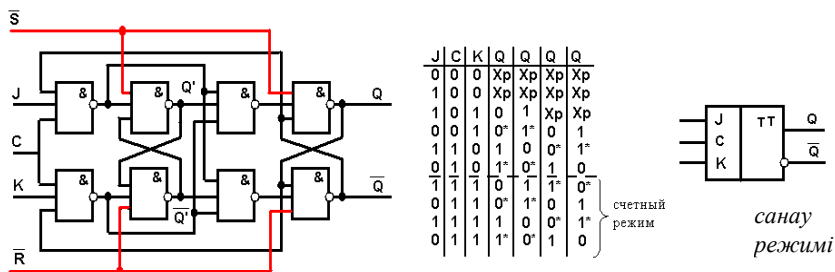 S̅
& & & &
Q'
J
Q
C
& & & &
K
Q̅
Q̅'
R̅
J C K Q Q Q Q
0 0 0 Xp Xp Xp Xp
1 0 0 Xp Xp Xp Xp
1 0 1 0 1 Xp Xp
0 0 1 0* 1* 0 1
1 1 0 1 0 0* 1*
0 1 0 1* 0* 1 0
1 1 1 0 1 1* 0*
0 1 1 0* 1* 0 1
1 1 1 1 0 0* 1*
0 1 1 1* 0* 1 0
счетный
режим
J TT Q
C
K Q̅
санау
режимі